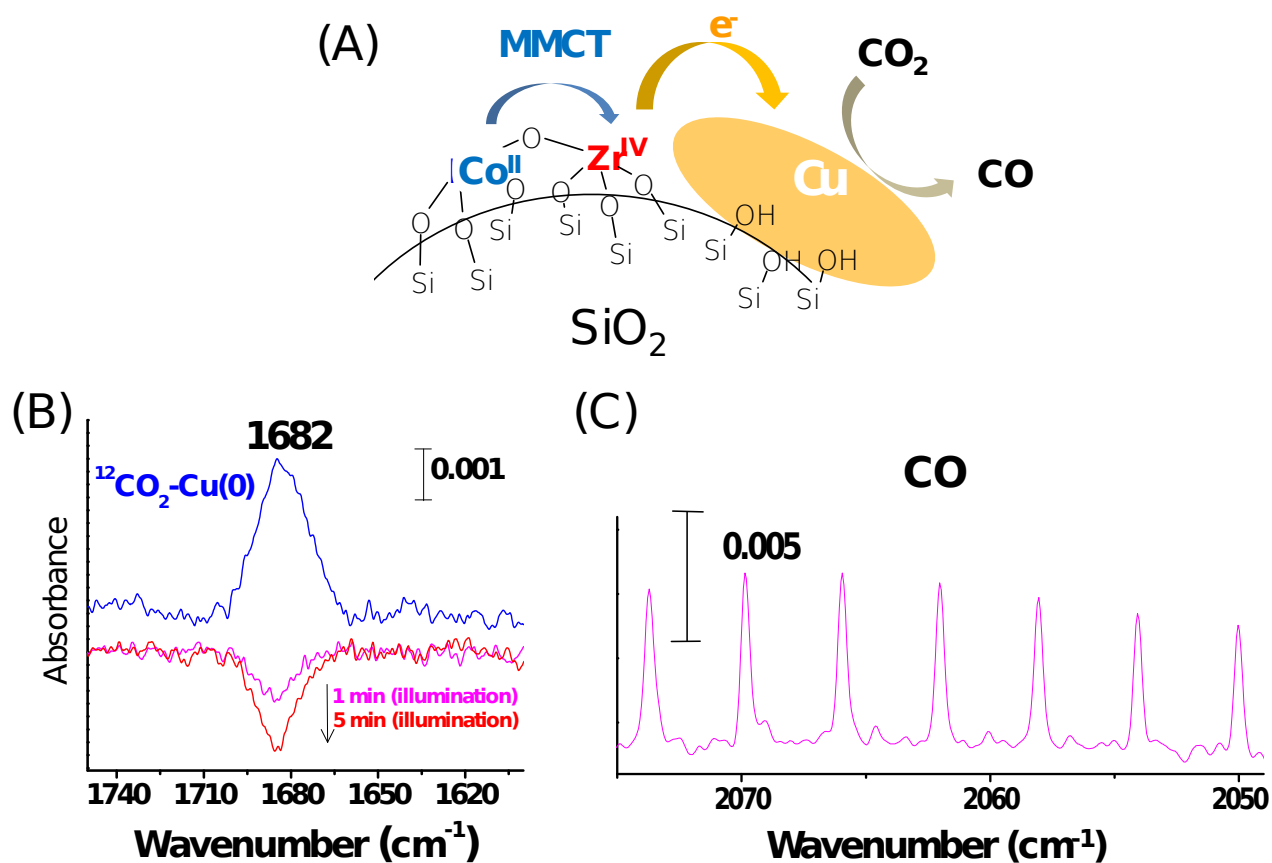 (A)
MMCT
e-
CO2
O
CoII
ZrIV
Cu
CO
O
O
O
O
O
O
OH
Si
Si
Si
Si
Si
Si
Si
OH
OH
Si
Si
SiO2
(B)
1682
0.001
12CO2-Cu(0)
Absorbance
1 min (illumination)
5 min (illumination)
1740
1710
1680
1650
1620
Wavenumber (cm-1)
(C)
CO
0.005
2070
2060
2050
Wavenumber (cm-1)